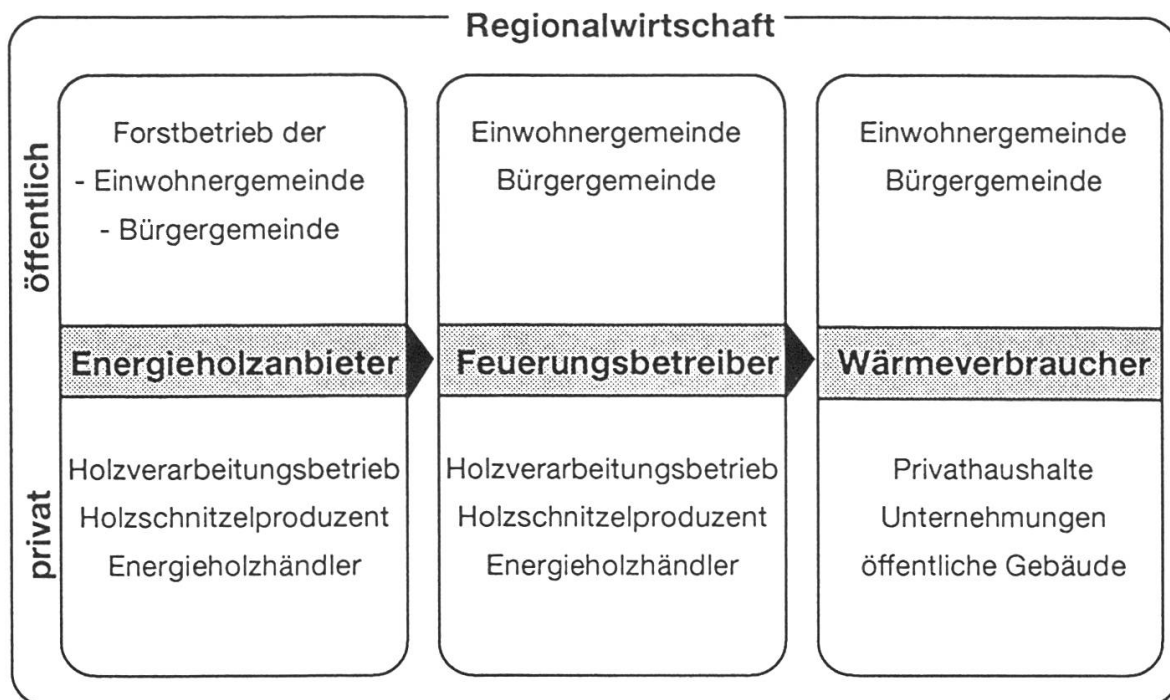 Regionalwirtschaft
öffentlich
Forstbetrieb der
- Einwohnergemeinde
- Bürgergemeinde
Einwohnergemeinde
Bürgergemeinde
Einwohnergemeinde
Bürgergemeinde
Energieholzanbieter
Feuerungsbetreiber
Wärmeverbraucher
privat
Holzverarbeitungsbetrieb
Holzschnitzelproduzent
Energieholzhändler
Holzverarbeitungsbetrieb
Holzschnitzelproduzent
Energieholzhändler
Privathaushalte
Unternehmungen
öffentliche Gebäude